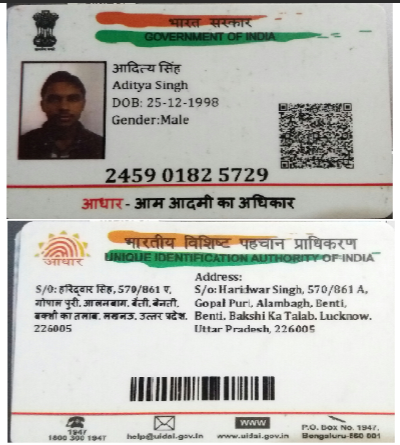 भारत सरकार
GOVERNMENT OF INDIA
आदित्य सिंह
Aditya Singh
DOB: 25-12-1998
Gender:Male
2459 0182 5729
आधार - आम आदमी का अधिकार
भारतीय विशिष्ट पहचान प्राधिकरण
UNIQUE IDENTIFICATION AUTHORITY OF INDIA
आधार
S/O: हरिद्वार सिंह, 570/861 ए,
गोपाल पुरी, आलमबाग, बेंती, बेनती,
बक्शी का तलाब, लखनऊ, उत्तर प्रदेश,
226005
Address:
S/o: Haridwar Singh, 570/861 A,
Gopal Puri, Alambagh, Benti,
Benti, Bakshi Ka Talab, Lucknow,
Uttar Pradesh, 226005
1947
1800 300 1947
help@uidai.gov.in
WWW
www.uidai.gov.in
P.O. Box No. 1947,
Bengaluru-560 001